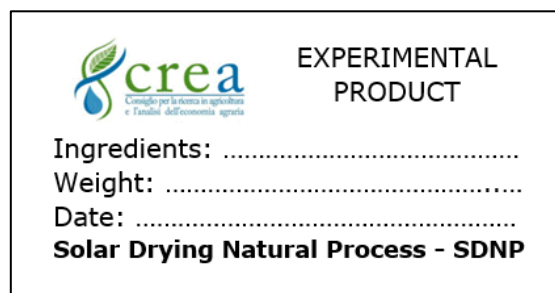 crea
Consiglio per la ricerca in agricoltura
e l'analisi dell'economia agraria
EXPERIMENTAL
PRODUCT
Ingredients: ..........................................
Weight: ................................................
Date: .....................................................
Solar Drying Natural Process - SDNP